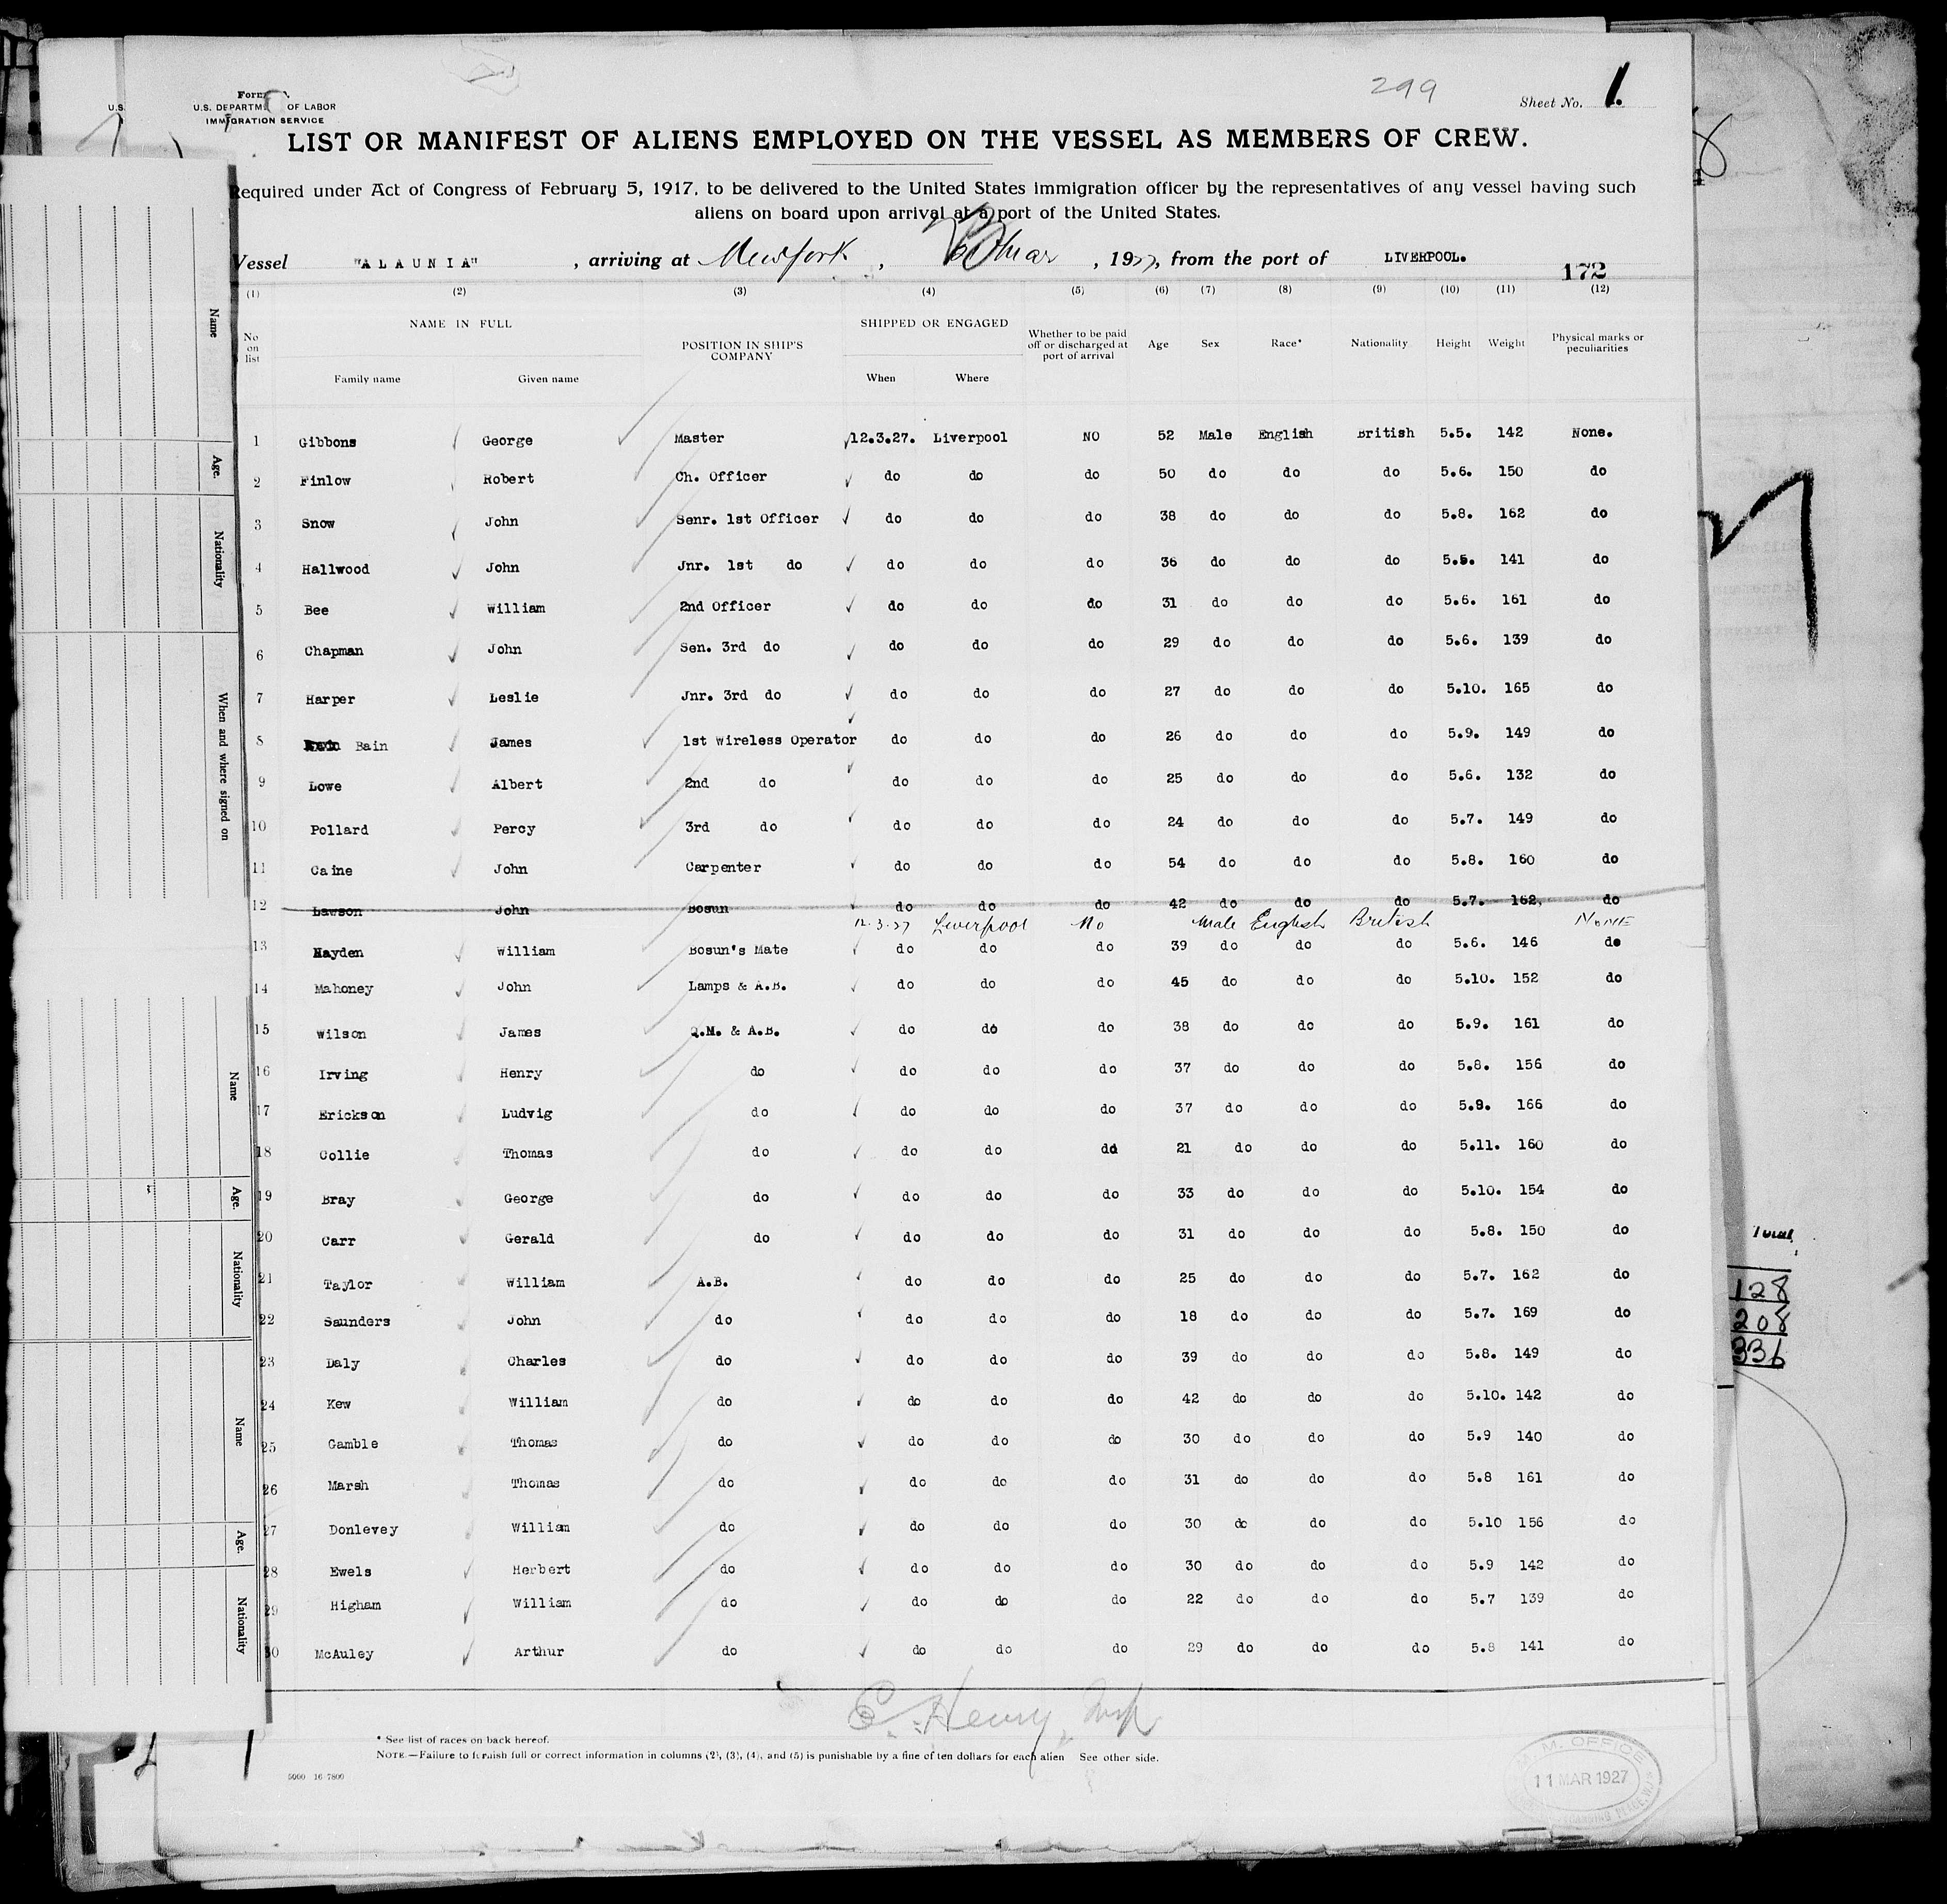 299
Sheet No. 1.
U.S. DEPARTMENT OF LABOR
IMMIGRATION SERVICE
LIST OR MANIFEST OF ALIENS EMPLOYED ON THE VESSEL AS MEMBERS OF CREW.
Required under Act of Congress of February 5, 1917, to be delivered to the United States immigration officer by the representatives of any vessel having such
aliens on board upon arrival at a port of the United States.
Vessel "ALAUNIA", arriving at New York, Mar, 1927, from the port of LIVERPOOL.
172
(1) (2) (3) (4) (5) (6) (7) (8) (9) (10) (11) (12)
No on list NAME IN FULL Family name Given name POSITION IN SHIP'S COMPANY SHIPPED OR ENGAGED When Where Whether to be paid off or discharged at port of arrival Age Sex Race* Nationality Height Weight Physical marks or peculiarities
1 Gibbons George Master 12.3.27. Liverpool NO 52 Male English British 5.5. 142 None.
2 Finlow Robert Ch. Officer do do do 50 do do do 5.6. 150 do
3 Snow John Senr. 1st Officer do do do 38 do do do 5.8. 162 do
4 Hallwood John Jnr. 1st do do do do 36 do do do 5.5. 141 do
5 Bee William 2nd Officer do do do 31 do do do 5.6. 161 do
6 Chapman John Sen. 3rd do do do do 29 do do do 5.6. 139 do
7 Harper Leslie Jnr. 3rd do do do do 27 do do do 5.10. 165 do
8 Bain James 1st Wireless Operator do do do 26 do do do 5.9. 149 do
9 Lowe Albert 2nd do do do do 25 do do do 5.6. 132 do
10 Pollard Percy 3rd do do do do 24 do do do 5.7. 149 do
11 Caine John Carpenter do do do 54 do do do 5.8. 160 do
12 Lawson John Bosun do do do 42 do do do 5.7. 162, do
12.3.27 Liverpool No Male English British NONE
13 Hayden William Bosun's Mate do do do 39 do do do 5.6. 146 do
14 Mahoney John Lamps & A.B. do do do 45 do do do 5.10. 152 do
15 Wilson James Q.M. & A.B. do do do 38 do do do 5.9. 161 do
16 Irving Henry do do do do 37 do do do 5.8. 156 do
17 Erickson Ludvig do do do do 37 do do do 5.9. 166 do
18 Collie Thomas do do do do 21 do do do 5.11. 160 do
19 Bray George do do do do 33 do do do 5.10. 154 do
20 Carr Gerald do do do do 31 do do do 5.8. 150 do
21 Taylor William A.B. do do do 25 do do do 5.7. 162 do
22 Saunders John do do do do 18 do do do 5.7. 169 do
23 Daly Charles do do do do 39 do do do 5.8. 149 do
24 Kew William do do do do 42 do do do 5.10. 142 do
25 Gamble Thomas do do do do 30 do do do 5.9 140 do
26 Marsh Thomas do do do do 31 do do do 5.8 161 do
27 Donlevey William do do do do 30 do do do 5.10 156 do
28 Ewels Herbert do do do do 30 do do do 5.9 142 do
29 Higham William do do do do 22 do do do 5.7 139 do
30 McAuley Arthur do do do do 29 do do do 5.8 141 do
E. Henry, Insp
* See list of races on back hereof.
NOTE.—Failure to furnish full or correct information in columns (2), (3), (4), and (5) is punishable by a fine of ten dollars for each alien See other side.
M.M. OFFICE
11 MAR 1927
Name
Age.
Nationality
When and where signed on
Name
Age.
Nationality
Name
Age.
Nationality
Total
128
208
336